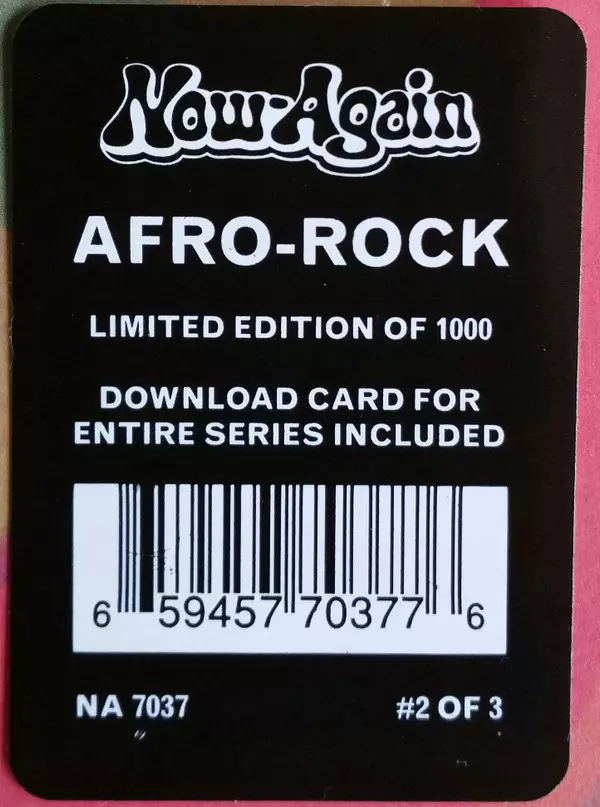 Now-Again
AFRO-ROCK
LIMITED EDITION OF 1000
DOWNLOAD CARD FOR
ENTIRE SERIES INCLUDED
6 59457 70377 6
NA 7037 #2 OF 3